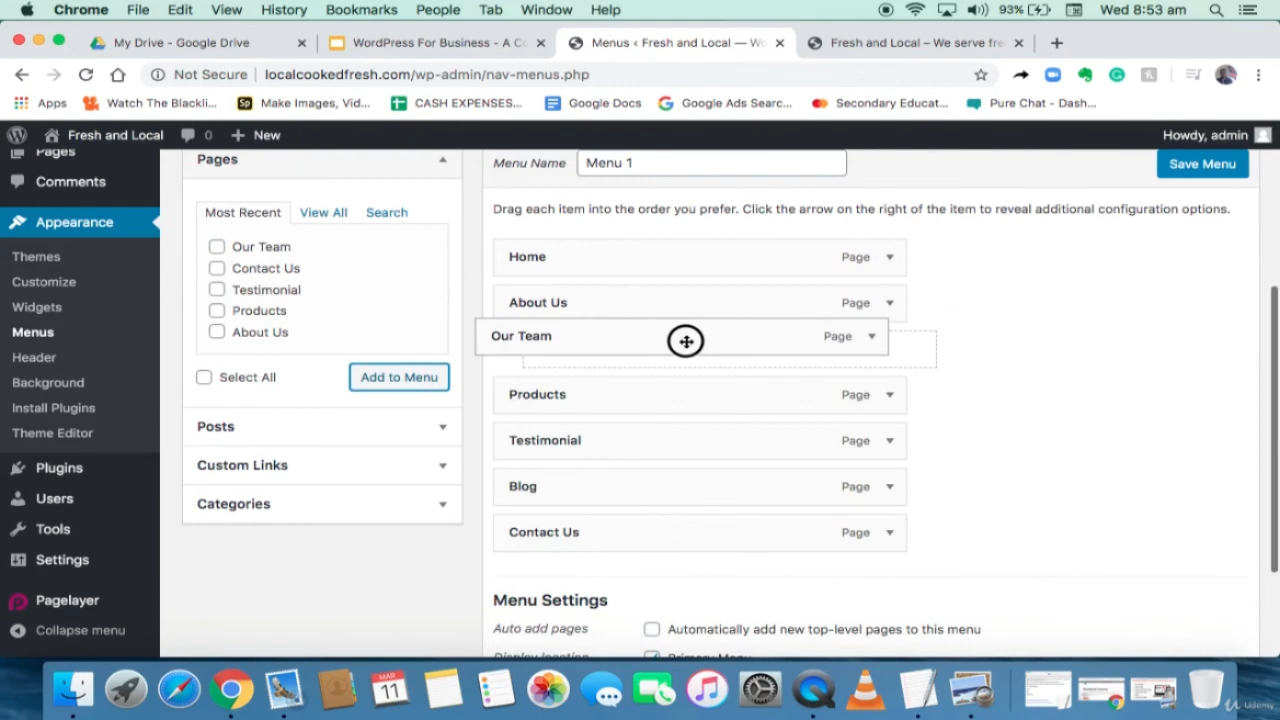 Chrome File Edit View History Bookmarks People Tab Window Help 93% Wed 8:53 am
My Drive - Google Drive WordPress For Business - A Co Menus ‹ Fresh and Local — Wo Fresh and Local – We serve fre
Not Secure localcookedfresh.com/wp-admin/nav-menus.php
Apps Watch The Blackli... Sp Make Images, Vid... CASH EXPENSES... Google Docs Google Ads Searc... Secondary Educat... Pure Chat - Dash...
Fresh and Local 0 + New Howdy, admin
Pages
Comments
Appearance
Themes
Customize
Widgets
Menus
Header
Background
Install Plugins
Theme Editor
Plugins
Users
Tools
Settings
Pagelayer
Collapse menu
Pages
Most Recent View All Search
Our Team
Contact Us
Testimonial
Products
About Us
Select All Add to Menu
Posts
Custom Links
Categories
Menu Name Menu 1 Save Menu
Drag each item into the order you prefer. Click the arrow on the right of the item to reveal additional configuration options.
Home Page
About Us Page
Our Team Page
Products Page
Testimonial Page
Blog Page
Contact Us Page
Menu Settings
Auto add pages Automatically add new top-level pages to this menu
Display location Primary Menu
MAR
11
Udemy